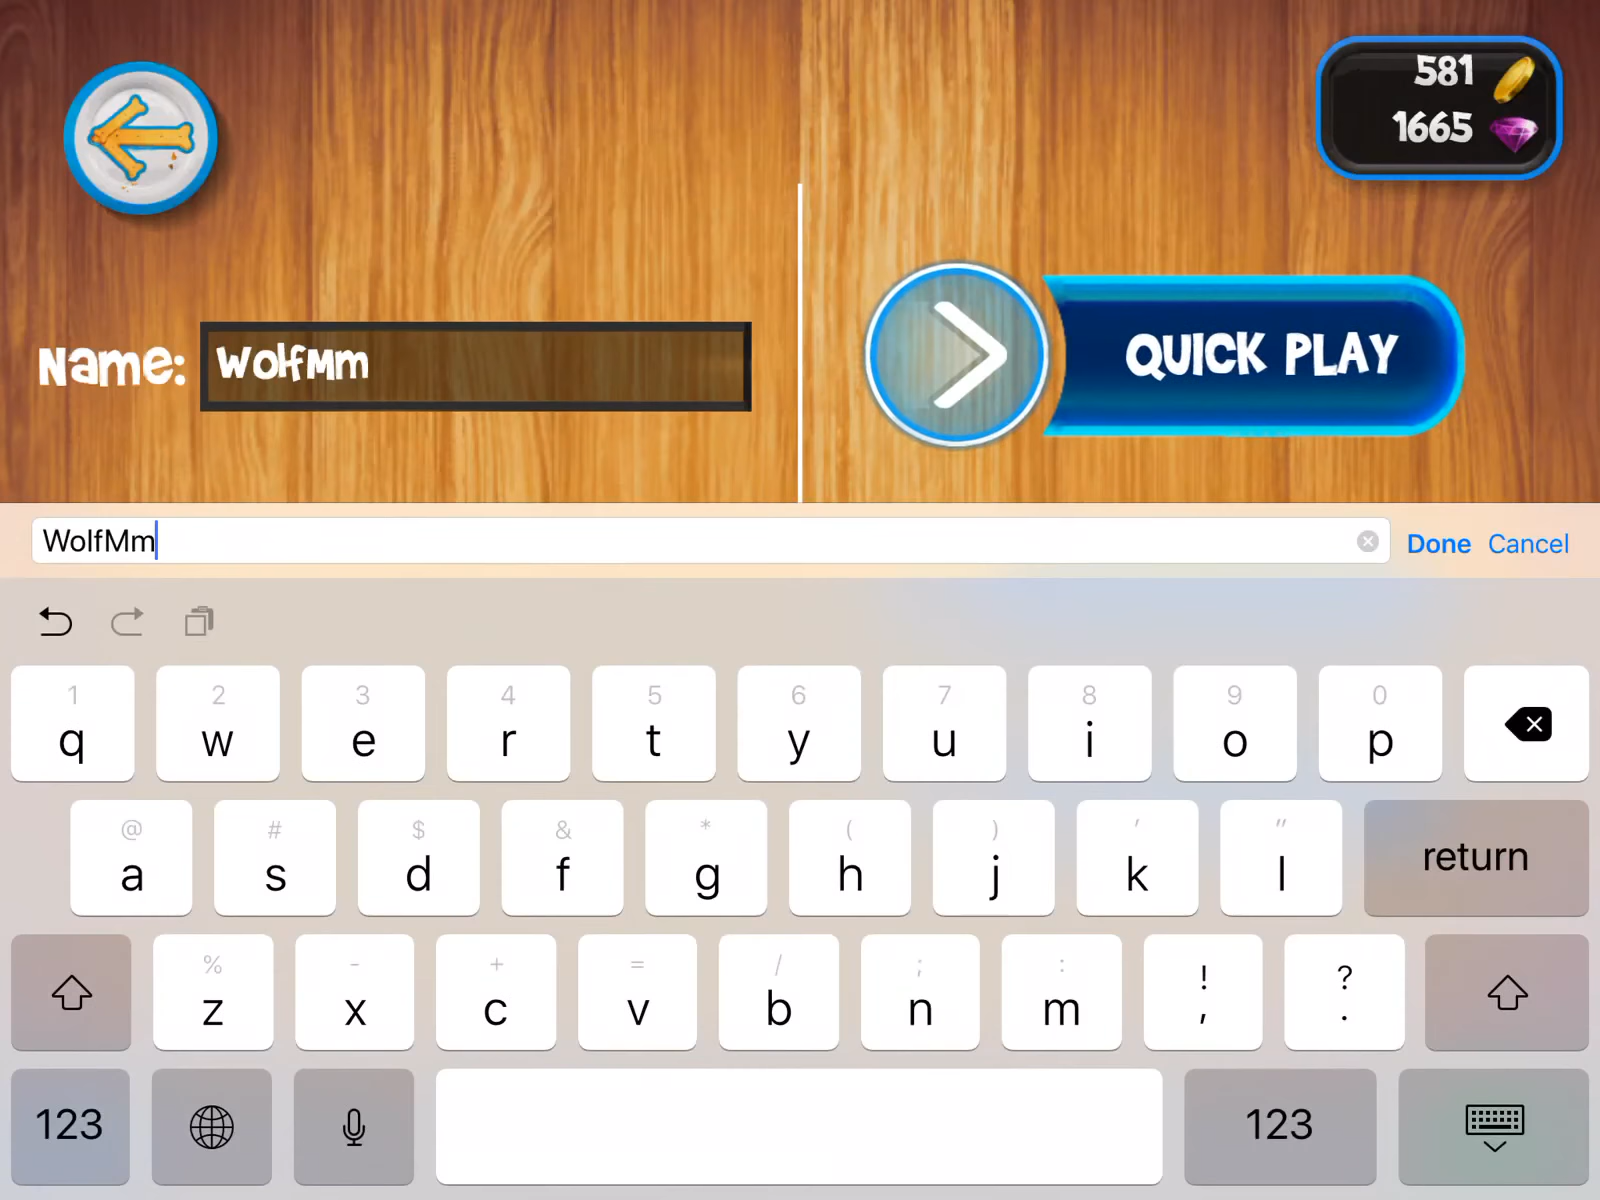 581
1665
Name: WolfMm
QUICK PLAY
WolfMm Done Cancel
1 2 3 4 5 6 7 8 9 0
q w e r t y u i o p
@ # $ & * ( ) ' "
a s d f g h j k l return
% - + = / ; : ! ?
z x c v b n m , .
123 123